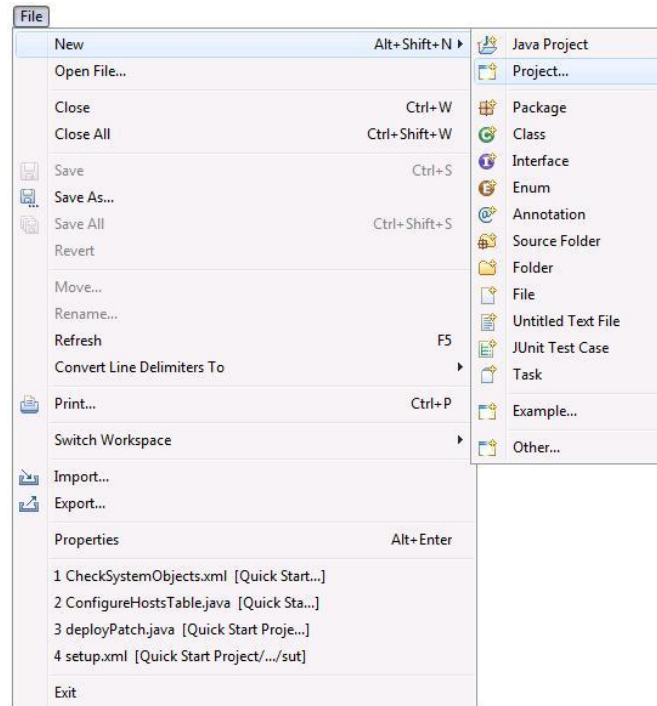 File
New Alt+Shift+N
Open File...
Close Ctrl+W
Close All Ctrl+Shift+W
Save Ctrl+S
Save As...
Save All Ctrl+Shift+S
Revert
Move...
Rename...
Refresh F5
Convert Line Delimiters To
Print... Ctrl+P
Switch Workspace
Import...
Export...
Properties Alt+Enter
1 CheckSystemObjects.xml [Quick Start...]
2 ConfigureHostsTable.java [Quick Sta...]
3 deployPatch.java [Quick Start Proje...]
4 setup.xml [Quick Start Project/.../sut]
Exit
Java Project
Project...
Package
Class
Interface
Enum
Annotation
Source Folder
Folder
File
Untitled Text File
JUnit Test Case
Task
Example...
Other...